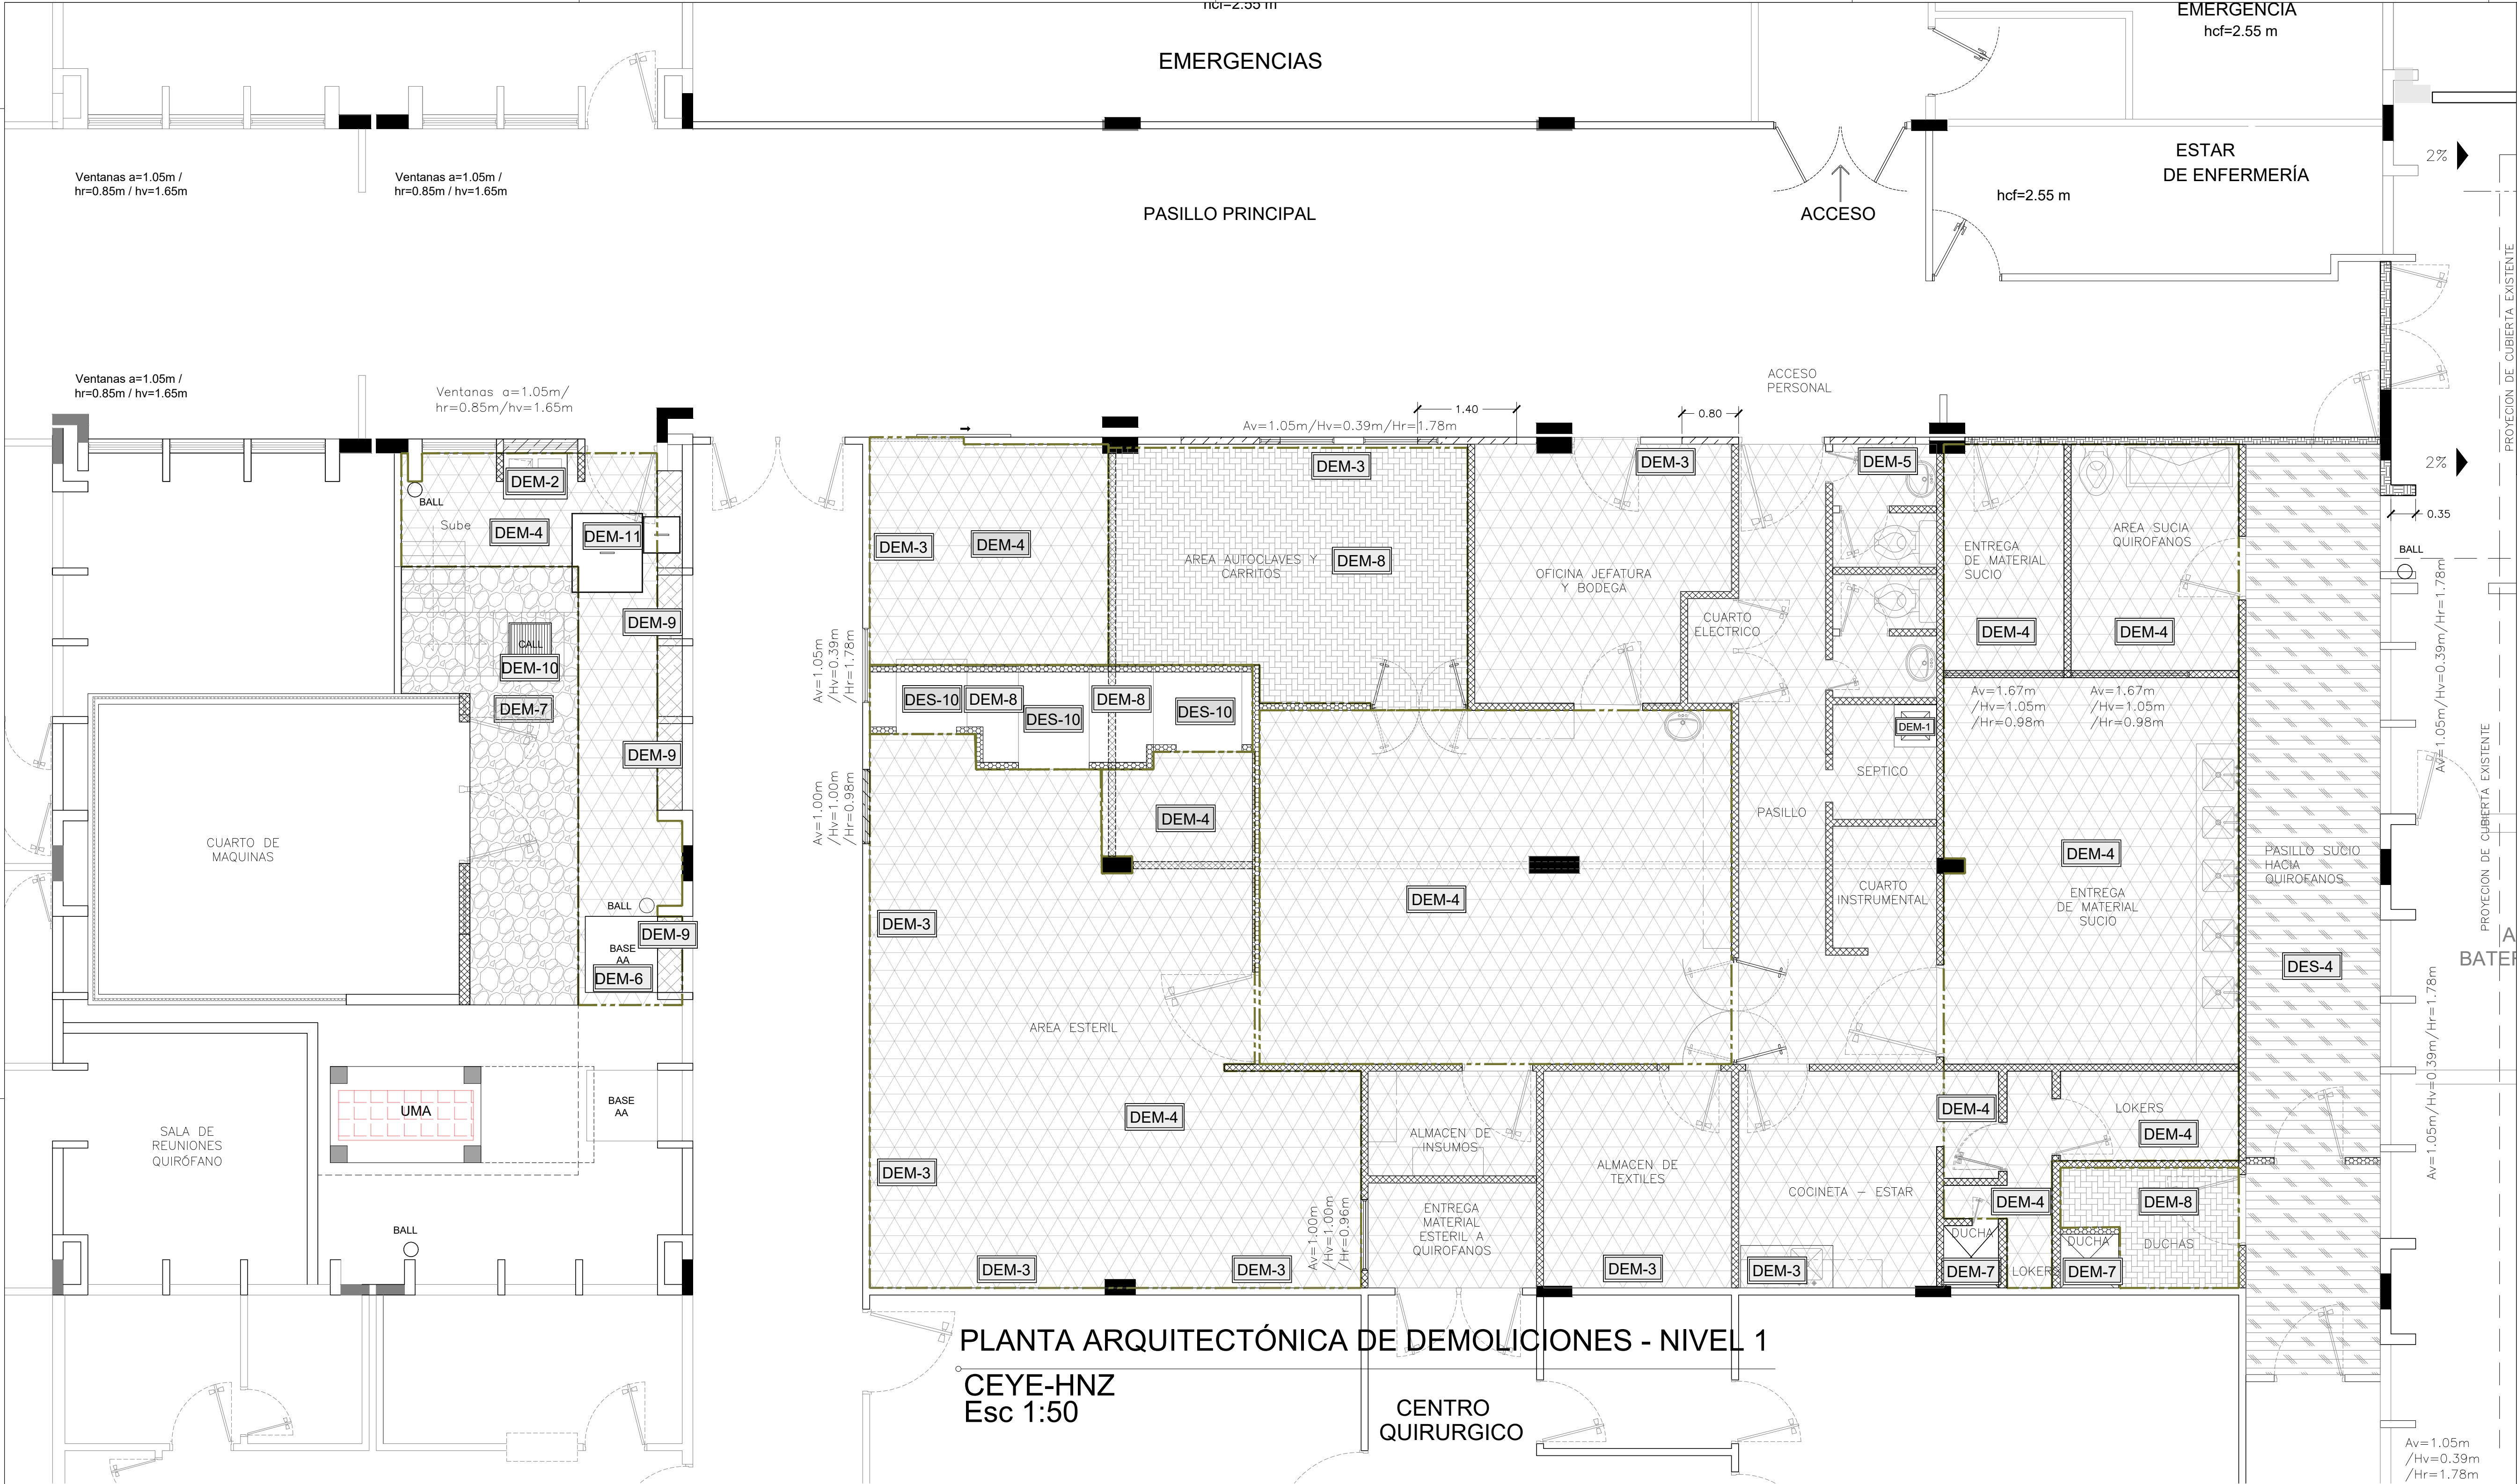 hcf=2.55 m
EMERGENCIAS
EMERGENCIA
hcf=2.55 m
Ventanas a=1.05m /
hr=0.85m / hv=1.65m
Ventanas a=1.05m /
hr=0.85m / hv=1.65m
PASILLO PRINCIPAL
ACCESO
ESTAR
DE ENFERMERÍA
hcf=2.55 m
2%
PROYECION DE CUBIERTA EXISTENTE
Ventanas a=1.05m /
hr=0.85m / hv=1.65m
Ventanas a=1.05m/
hr=0.85m/hv=1.65m
Av=1.05m/Hv=0.39m/Hr=1.78m
1.40
0.80
ACCESO
PERSONAL
2%
0.35
BALL
DEM-2
BALL
Sube
DEM-4
DEM-11
DEM-9
CALL
DEM-10
DEM-7
DEM-9
CUARTO DE
MAQUINAS
BALL
DEM-9
BASE
AA
DEM-6
SALA DE
REUNIONES
QUIRÓFANO
UMA
BASE
AA
BALL
DEM-3
DEM-4
AREA AUTOCLAVES Y
CARRITOS
DEM-3
DEM-8
DEM-3
OFICINA JEFATURA
Y BODEGA
CUARTO
ELECTRICO
DEM-5
ENTREGA
DE MATERIAL
SUCIO
DEM-4
AREA SUCIA
QUIROFANOS
DEM-4
Av=1.05m
/Hv=0.39m
/Hr=1.78m
DES-10
DEM-8
DES-10
DEM-8
DES-10
Av=1.00m
/Hv=1.00m
/Hr=0.98m
DEM-4
DEM-1
SEPTICO
PASILLO
Av=1.67m
/Hv=1.05m
/Hr=0.98m
Av=1.67m
/Hv=1.05m
/Hr=0.98m
DEM-3
DEM-4
CUARTO
INSTRUMENTAL
DEM-4
ENTREGA
DE MATERIAL
SUCIO
PASILLO SUCIO
HACIA
QUIROFANOS
DES-4
Av=1.05m/Hv=0.39m/Hr=1.78m
PROYECION DE CUBIERTA EXISTENTE
A
BATER
Av=1.05m/Hv=0.39m/Hr=1.78m
AREA ESTERIL
DEM-4
DEM-3
DEM-3
DEM-3
Av=1.00m
/Hv=1.00m
/Hr=0.96m
ALMACEN DE
INSUMOS
ENTREGA
MATERIAL
ESTERIL A
QUIROFANOS
ALMACEN DE
TEXTILES
DEM-3
COCINETA – ESTAR
DEM-3
DEM-4
LOKERS
DEM-4
DEM-4
DEM-8
DUCHA
DEM-7
LOKER
DUCHA
DEM-7
DUCHAS
PLANTA ARQUITECTÓNICA DE DEMOLICIONES - NIVEL 1
CEYE-HNZ
Esc 1:50
CENTRO
QUIRURGICO
Av=1.05m
/Hv=0.39m
/Hr=1.78m